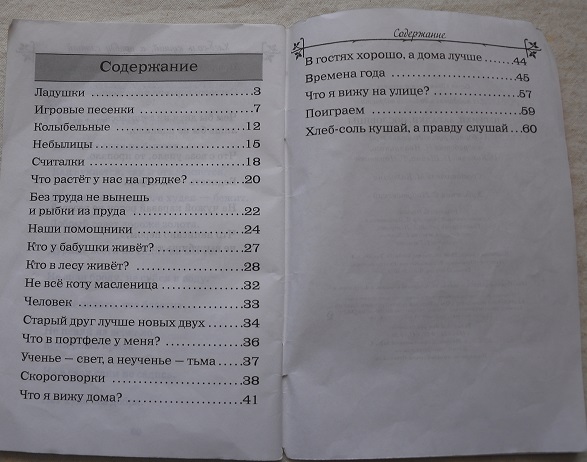 Содержание
Ладушки ........................3
Игровые песенки ................7
Колыбельные ....................12
Небылицы .......................15
Считалки .......................18
Что растёт у нас на грядке? ........20
Без труда не вынешь
и рыбки из пруда ................22
Наши помощники ................24
Кто у бабушки живёт? ............27
Кто в лесу живёт? ................28
Не всё коту масленица ...........32
Человек ........................33
Старый друг лучше новых двух ......34
Что в портфеле у меня? ............36
Ученье — свет, а неученье — тьма ....37
Скороговорки ...................38
Что я вижу дома? ................41
Содержание
В гостях хорошо, а дома лучше ......44
Времена года ....................45
Что я вижу на улице? .............57
Поиграем .......................59
Хлеб-соль кушай, а правду слушай ...60